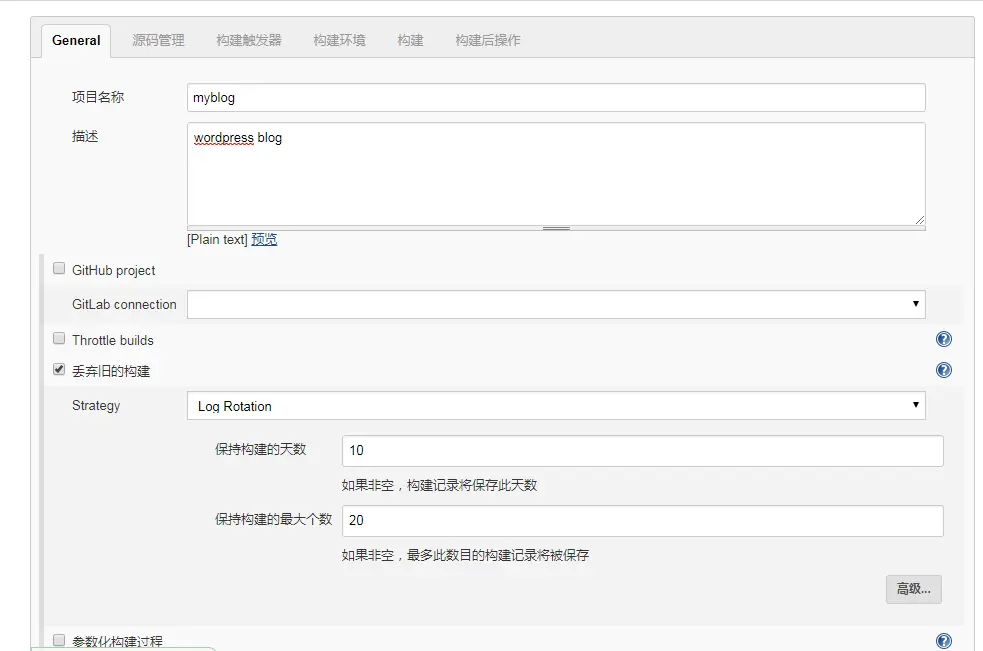 General 源码管理 构建触发器 构建环境 构建 构建后操作
项目名称 myblog
描述 wordpress blog
[Plain text] 预览
GitHub project
GitLab connection
Throttle builds
丢弃旧的构建
Strategy Log Rotation
保持构建的天数 10
如果非空，构建记录将保存此天数
保持构建的最大个数 20
如果非空，最多此数目的构建记录将被保存
高级...
参数化构建过程